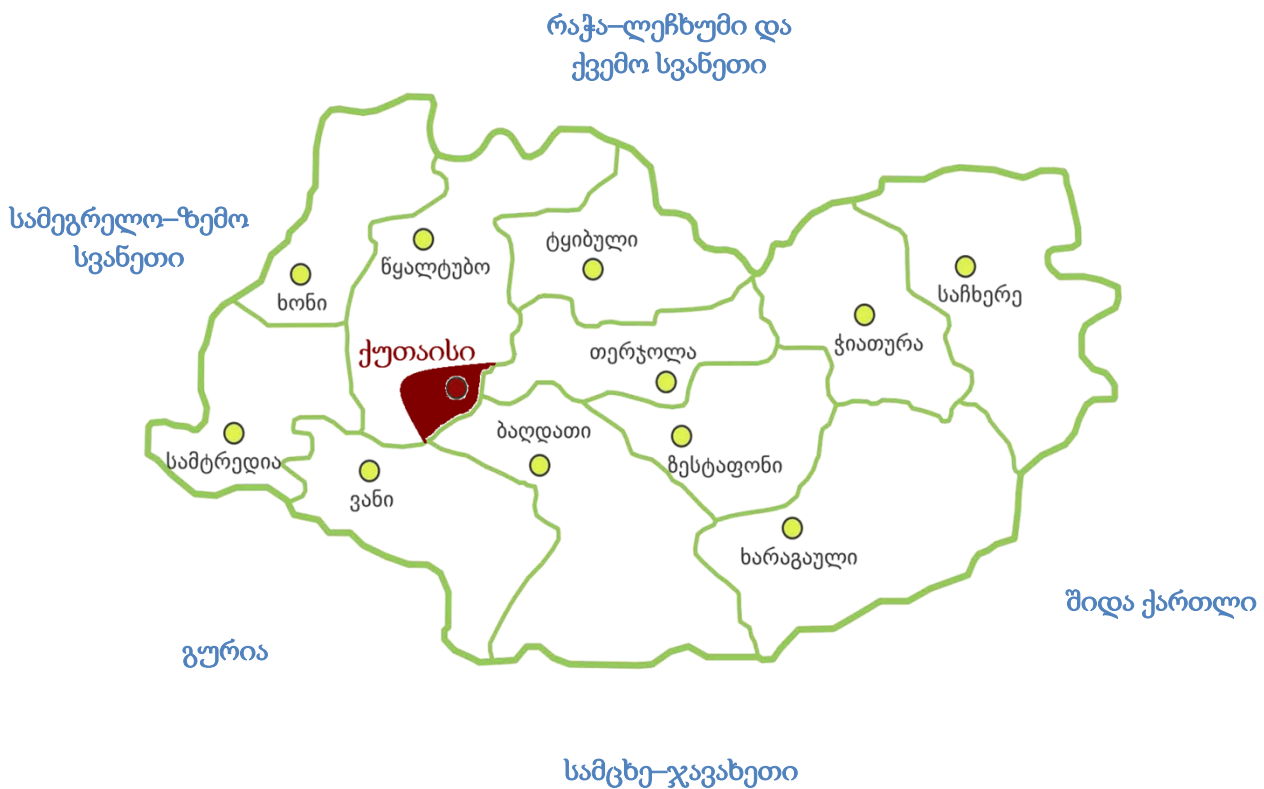 რაჭა–ლეჩხუმი და
ქვემო სვანეთი
სამეგრელო–ზემო
სვანეთი
ტყიბული
წყალტუბო
ხონი
საჩხერე
ჭიათურა
ქუთაისი
თერჯოლა
ბაღდათი
სამტრედია
ზესტაფონი
ვანი
ხარაგაული
შიდა ქართლი
გურია
სამცხე–ჯავახეთი